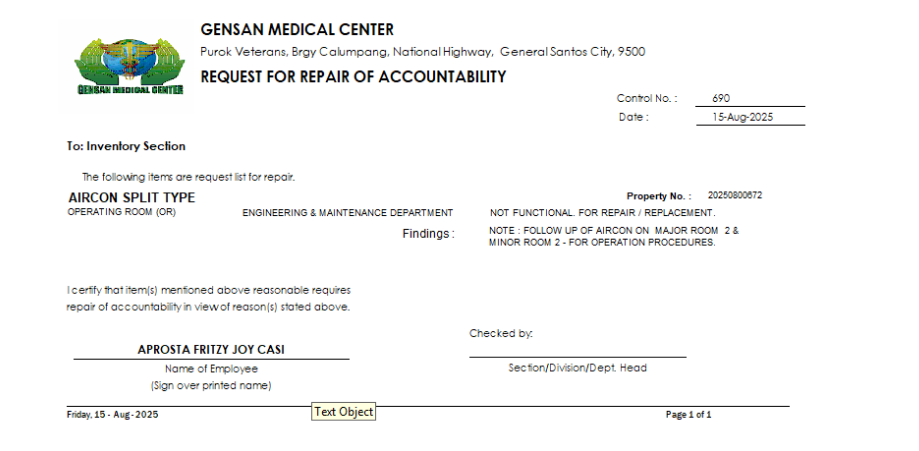 GENSAN MEDICAL CENTER
Purok Veterans, Brgy Calumpang, National Highway, General Santos City, 9500
REQUEST FOR REPAIR OF ACCOUNTABILITY
GENSAN MEDICAL CENTER
Control No. : 690
Date : 15-Aug-2025
To: Inventory Section
The following items are request list for repair.
AIRCON SPLIT TYPE Property No. : 20250800672
OPERATING ROOM (OR) ENGINEERING & MAINTENANCE DEPARTMENT NOT FUNCTIONAL. FOR REPAIR / REPLACEMENT.
Findings : NOTE : FOLLOW UP OF AIRCON ON MAJOR ROOM 2 &
MINOR ROOM 2 - FOR OPERATION PROCEDURES.
I certify that item(s) mentioned above reasonable requires
repair of accountability in view of reason(s) stated above.
Checked by:
APROSTA FRITZY JOY CASI
Name of Employee Section/Division/Dept. Head
(Sign over printed name)
Friday, 15 - Aug - 2025 Text Object Page 1 of 1